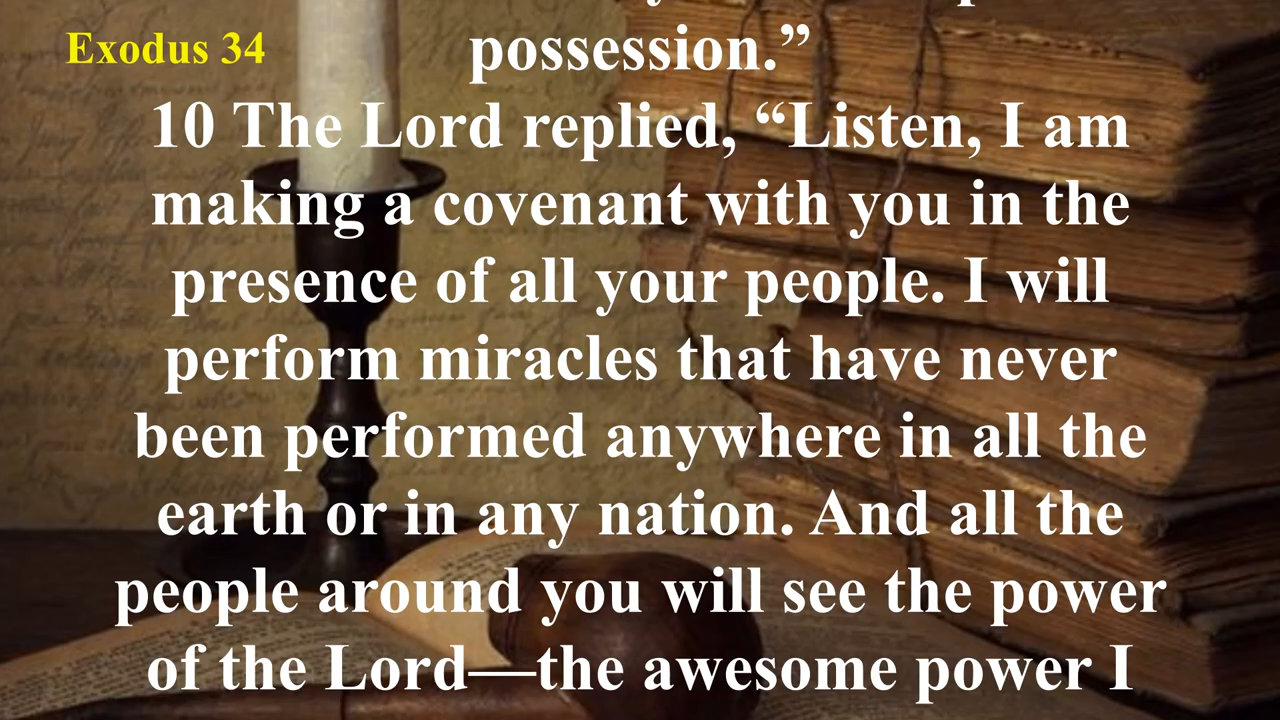 Exodus 34
possession.”
10 The Lord replied, “Listen, I am
making a covenant with you in the
presence of all your people. I will
perform miracles that have never
been performed anywhere in all the
earth or in any nation. And all the
people around you will see the power
of the Lord—the awesome power I